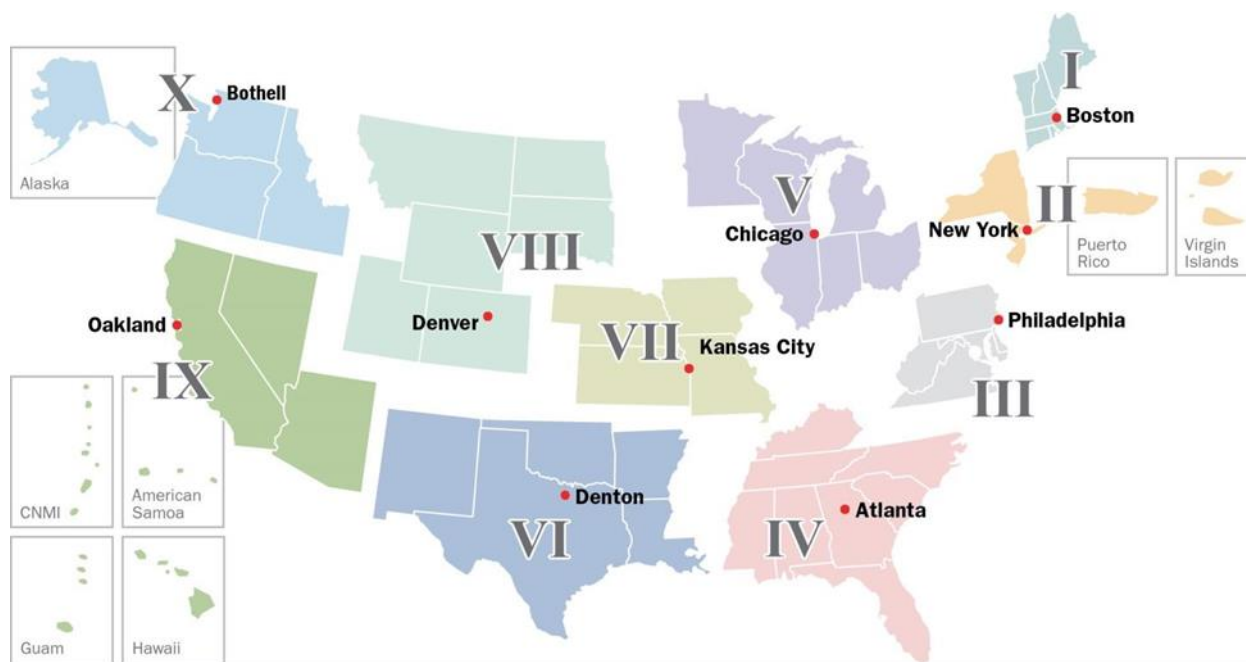 I
X
Bothell
Boston
Alaska
V
II
Chicago
New York
Puerto
Rico
Virgin
Islands
VIII
Oakland
Denver
Philadelphia
VII
Kansas City
IX
III
CNMI
American
Samoa
Denton
Atlanta
VI
IV
Guam
Hawaii